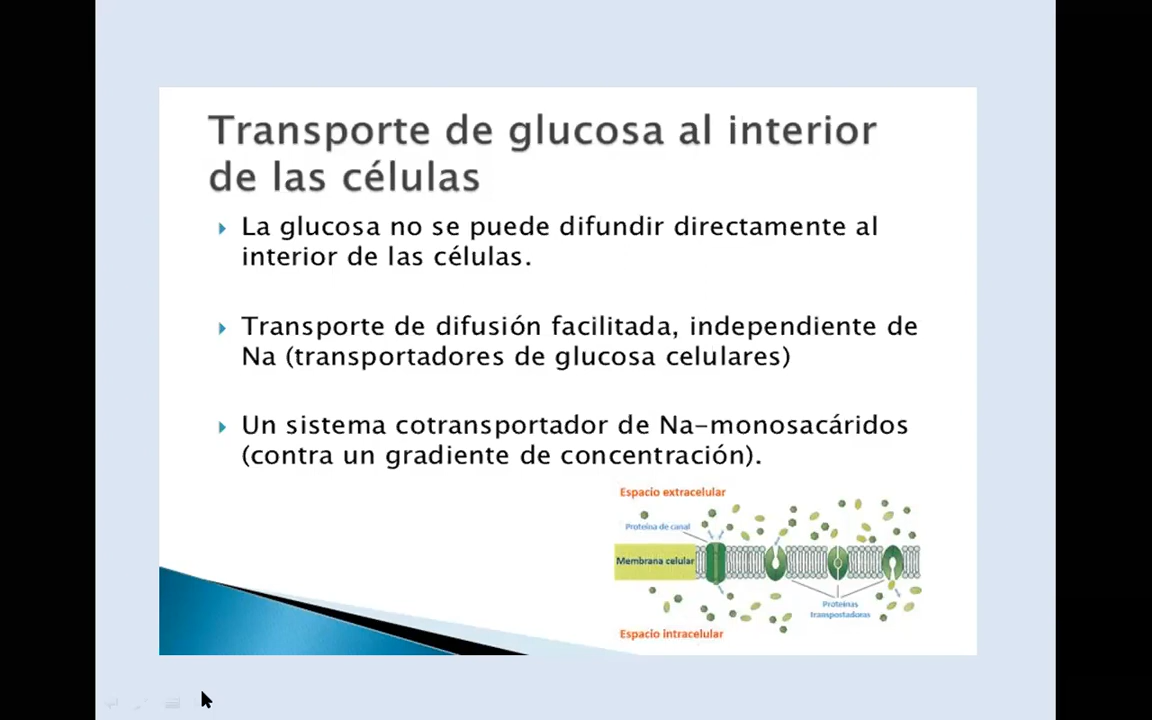 Transporte de glucosa al interior
de las células
La glucosa no se puede difundir directamente al
interior de las células.
Transporte de difusión facilitada, independiente de
Na (transportadores de glucosa celulares)
Un sistema cotransportador de Na-monosacáridos
(contra un gradiente de concentración).
Espacio extracelular
Proteína de canal
Membrana celular
Proteínas
transportadoras
Espacio intracelular